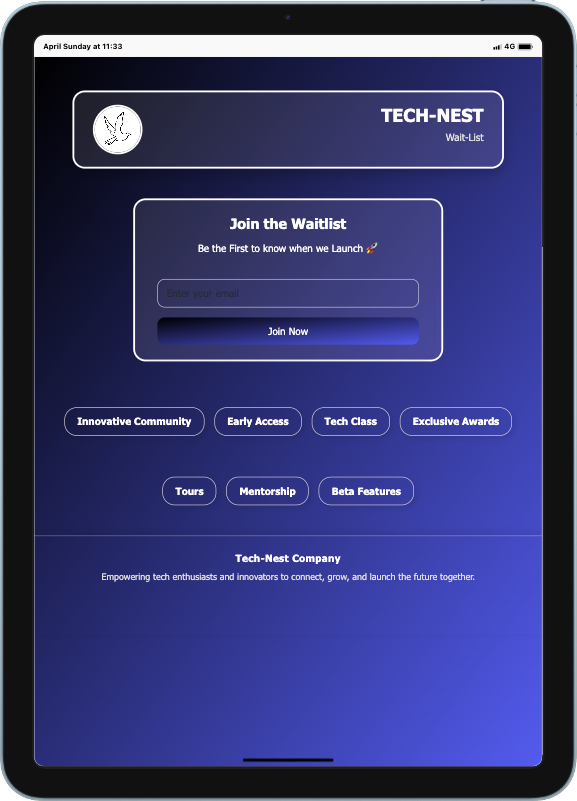 April Sunday at 11:33
4G
TECH-NEST
Wait-List
Join the Waitlist
Be the First to know when we Launch 🚀
Enter your email
Join Now
Innovative Community Early Access Tech Class Exclusive Awards
Tours Mentorship Beta Features
Tech-Nest Company
Empowering tech enthusiasts and innovators to connect, grow, and launch the future together.